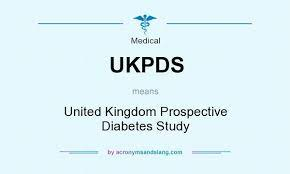 Medical
UKPDS
means
United Kingdom Prospective
Diabetes Study
by acronymsandslang.com